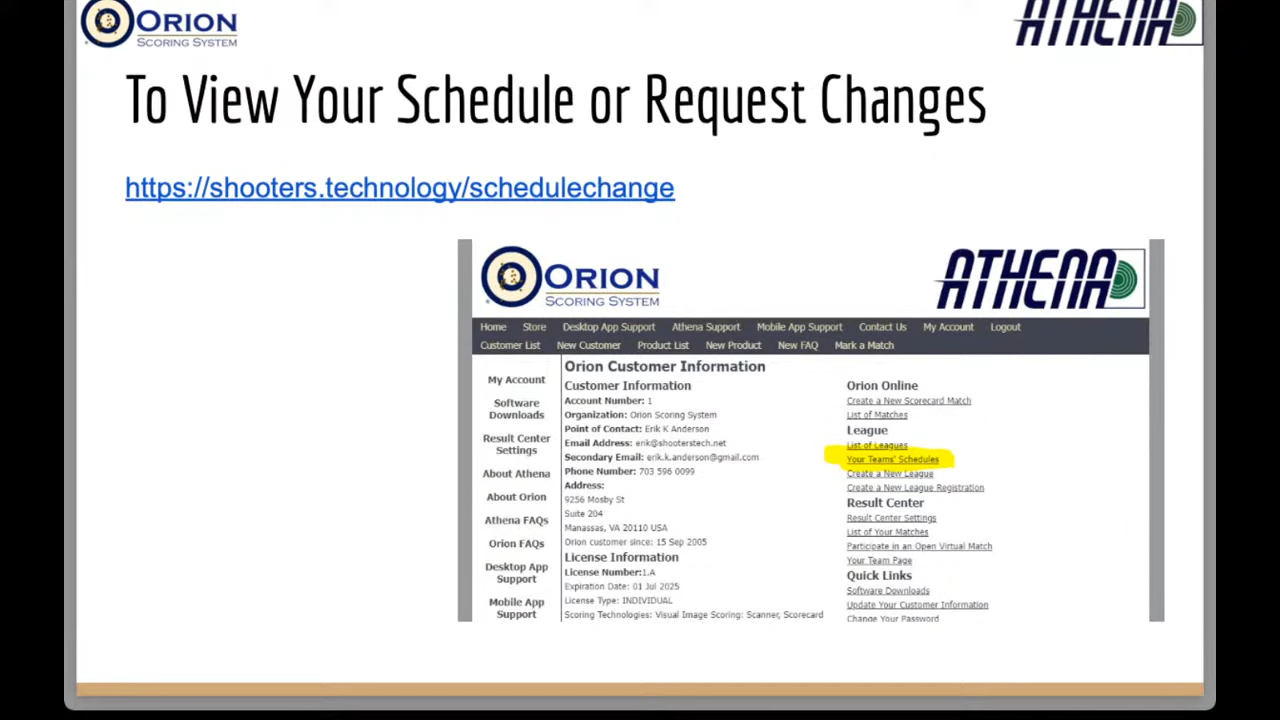 ORION
SCORING SYSTEM
ATHENA
To View Your Schedule or Request Changes
https://shooters.technology/schedulechange
ORION
SCORING SYSTEM
ATHENA
Home Store Desktop App Support Athena Support Mobile App Support Contact Us My Account Logout
Customer List New Customer Product List New Product New FAQ Mark a Match
My Account
Software
Downloads
Result Center
Settings
About Athena
About Orion
Athena FAQs
Orion FAQs
Desktop App
Support
Mobile App
Support
Orion Customer Information
Customer Information
Account Number: 1
Organization: Orion Scoring System
Point of Contact: Erik K Anderson
Email Address: erik@shooterstech.net
Secondary Email: erik.k.anderson@gmail.com
Phone Number: 703 596 0099
Address:
9256 Mosby St
Suite 204
Manassas, VA 20110 USA
Orion customer since: 15 Sep 2005
License Information
License Number:1.A
Expiration Date: 01 Jul 2025
License Type: INDIVIDUAL
Scoring Technologies: Visual Image Scoring: Scanner, Scorecard
Orion Online
Create a New Scorecard Match
List of Matches
League
List of Leagues
Your Teams' Schedules
Create a New League
Create a New League Registration
Result Center
Result Center Settings
List of Your Matches
Participate in an Open Virtual Match
Your Team Page
Quick Links
Software Downloads
Update Your Customer Information
Change Your Password